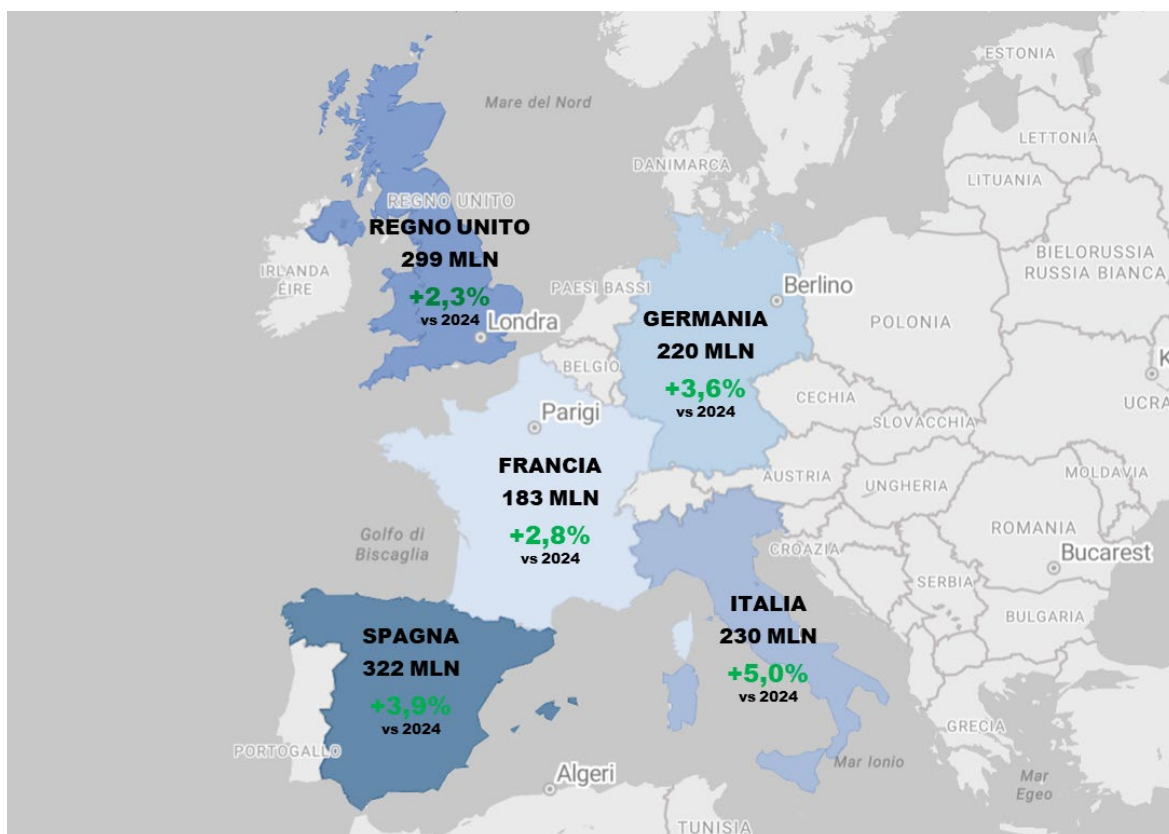 ESTONIA
Mare del Nord
LETTONIA
DANIMARCA
LITUANIA
REGNO UNITO
REGNO UNITO
299 MLN
+2,3%
vs 2024
Londra
IRLANDA
ÉIRE
BIELORUSSIA
RUSSIA BIANCA
PAESI BASSI
Berlino
GERMANIA
220 MLN
+3,6%
vs 2024
POLONIA
BELGIO
K
UCRA
CECHIA
SLOVACCHIA
Parigi
AUSTRIA
UNGHERIA
MOLDAVIA
FRANCIA
183 MLN
+2,8%
vs 2024
Golfo di
Biscaglia
ROMANIA
CROAZIA
Bucarest
SERBIA
ITALIA
230 MLN
+5,0%
vs 2024
BULGARIA
SPAGNA
322 MLN
+3,9%
vs 2024
PORTOGALLO
GRECIA
Mar Ionio
Algeri
Mar
Egeo
TUNISIA